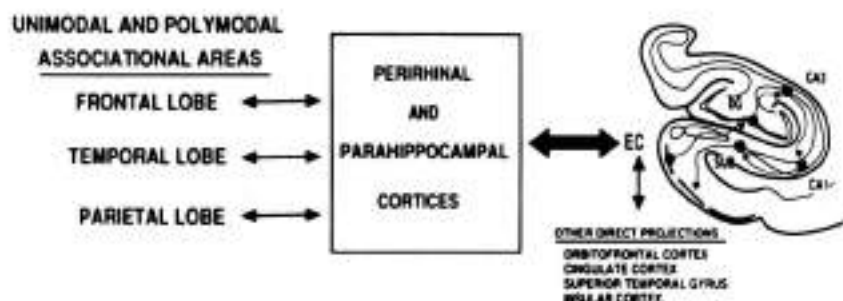 UNIMODAL AND POLYMODAL
ASSOCIATIONAL AREAS
FRONTAL LOBE
TEMPORAL LOBE
PARIETAL LOBE
PERIRHINAL
AND
PARAHIPPOCAMPAL
CORTICES
EC
DG
CA3
CA1
OTHER DIRECT PROJECTIONS
ORBITOFRONTAL CORTEX
CINGULATE CORTEX
SUPERIOR TEMPORAL GYRUS
INSULAR CORTEX